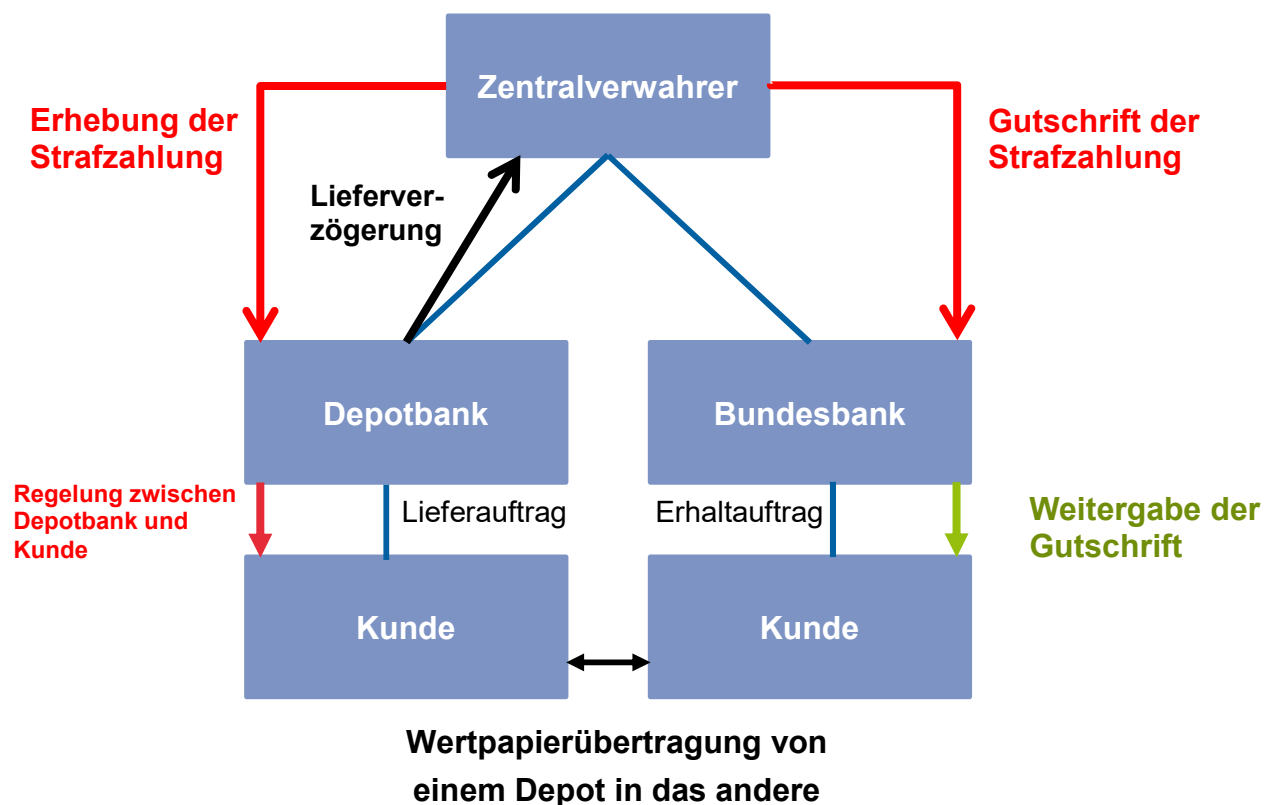 Zentralverwahrer
Erhebung der
Strafzahlung
Gutschrift der
Strafzahlung
Lieferver-
zögerung
Depotbank
Bundesbank
Regelung zwischen
Depotbank und
Kunde
Lieferauftrag
Erhaltauftrag
Weitergabe der
Gutschrift
Kunde
Kunde
Wertpapierübertragung von
einem Depot in das andere